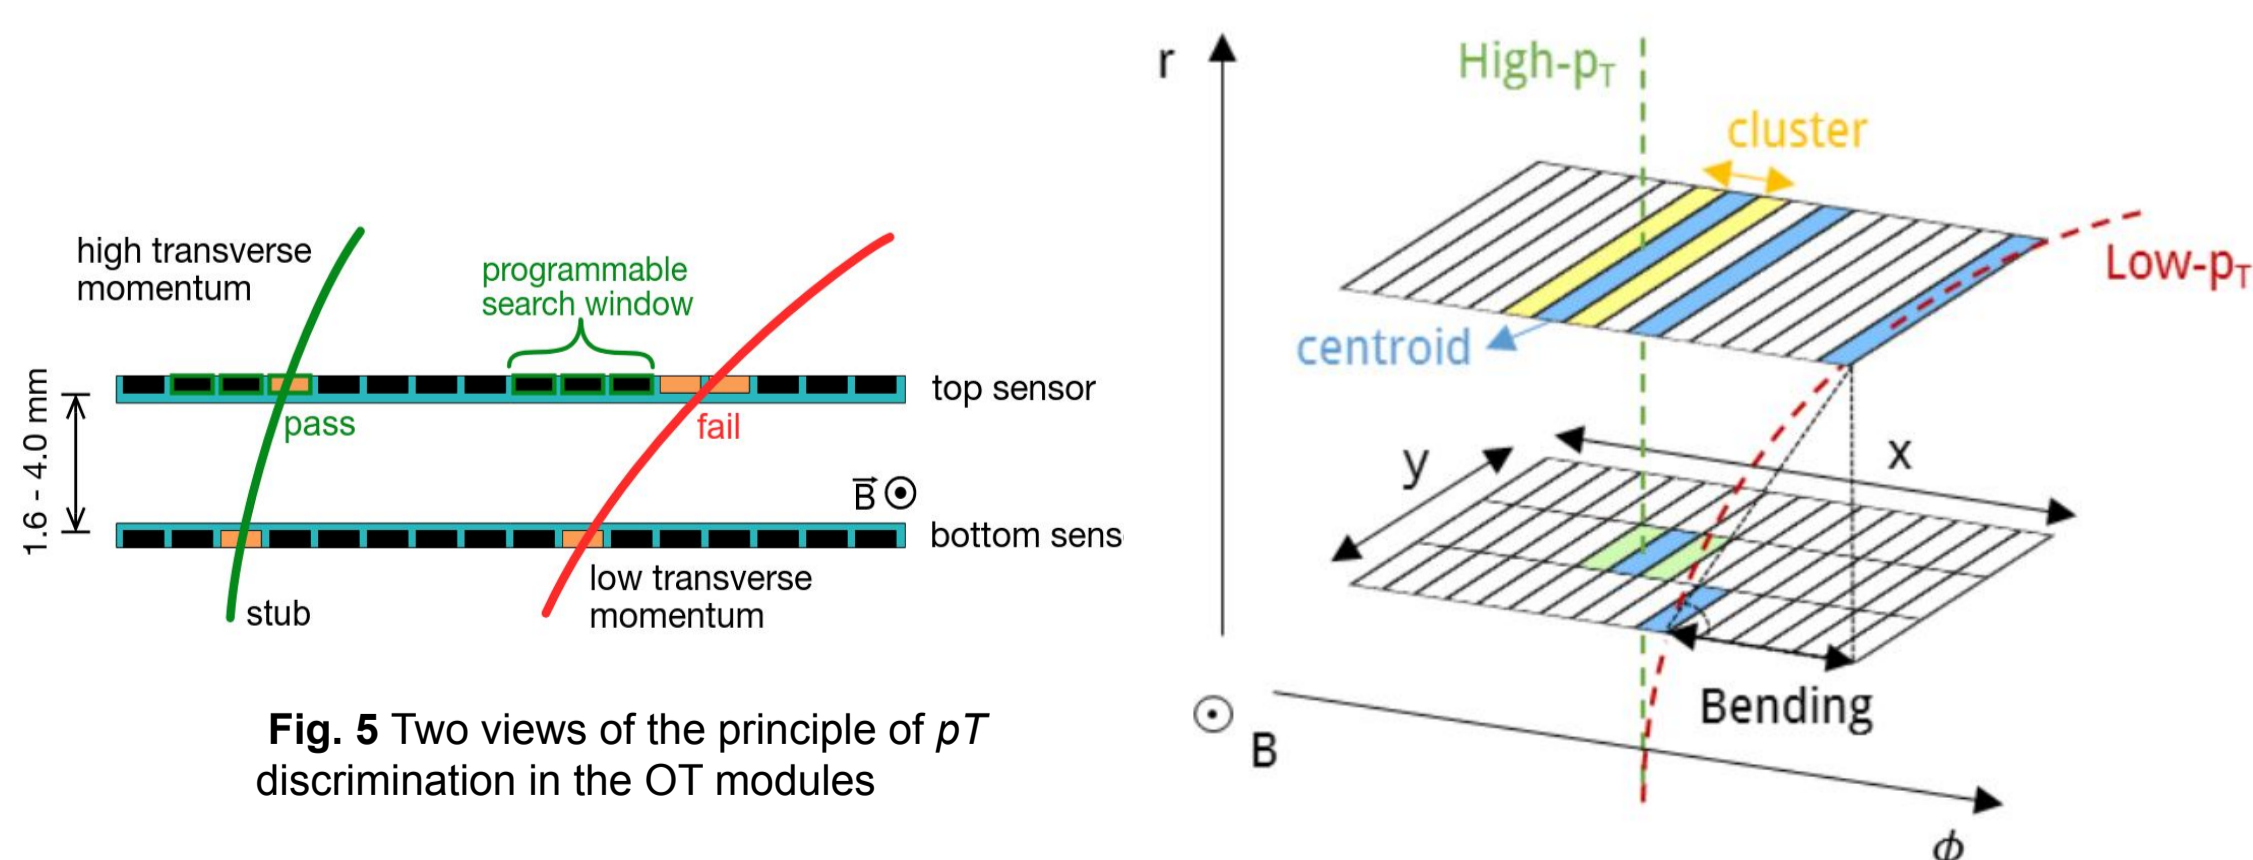 high transverse
momentum
programmable
search window
pass
fail
top sensor
1.6 - 4.0 mm
B
bottom sens
low transverse
momentum
stub
Fig. 5 Two views of the principle of pT
discrimination in the OT modules
r
High-pT
cluster
Low-pT
centroid
y
x
Bending
B
ϕ